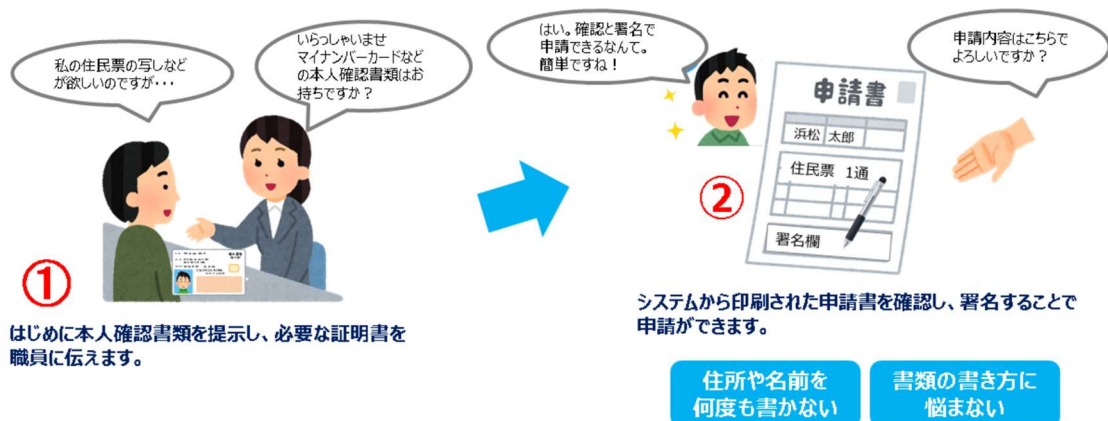 私の住民票の写しなど
が欲しいのですが・・・
いらっしゃいませ
マイナンバーカードなど
の本人確認書類はお
持ちですか？
①
はじめに本人確認書類を提示し、必要な証明書を
職員に伝えます。
はい。確認と署名で
申請できるなんて。
簡単ですね！
申請内容はこちらで
よろしいですか？
申請書
浜松 太郎
住民票 1通
署名欄
②
システムから印刷された申請書を確認し、署名することで
申請ができます。
住所や名前を
何度も書かない
書類の書き方に
悩まない